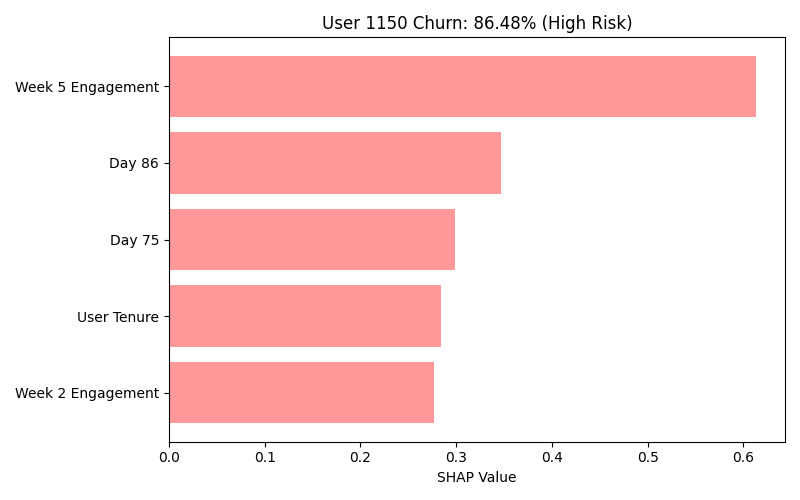 User 1150 Churn: 86.48% (High Risk)
Week 5 Engagement
Day 86
Day 75
User Tenure
Week 2 Engagement
0.0 0.1 0.2 0.3 0.4 0.5 0.6
SHAP Value